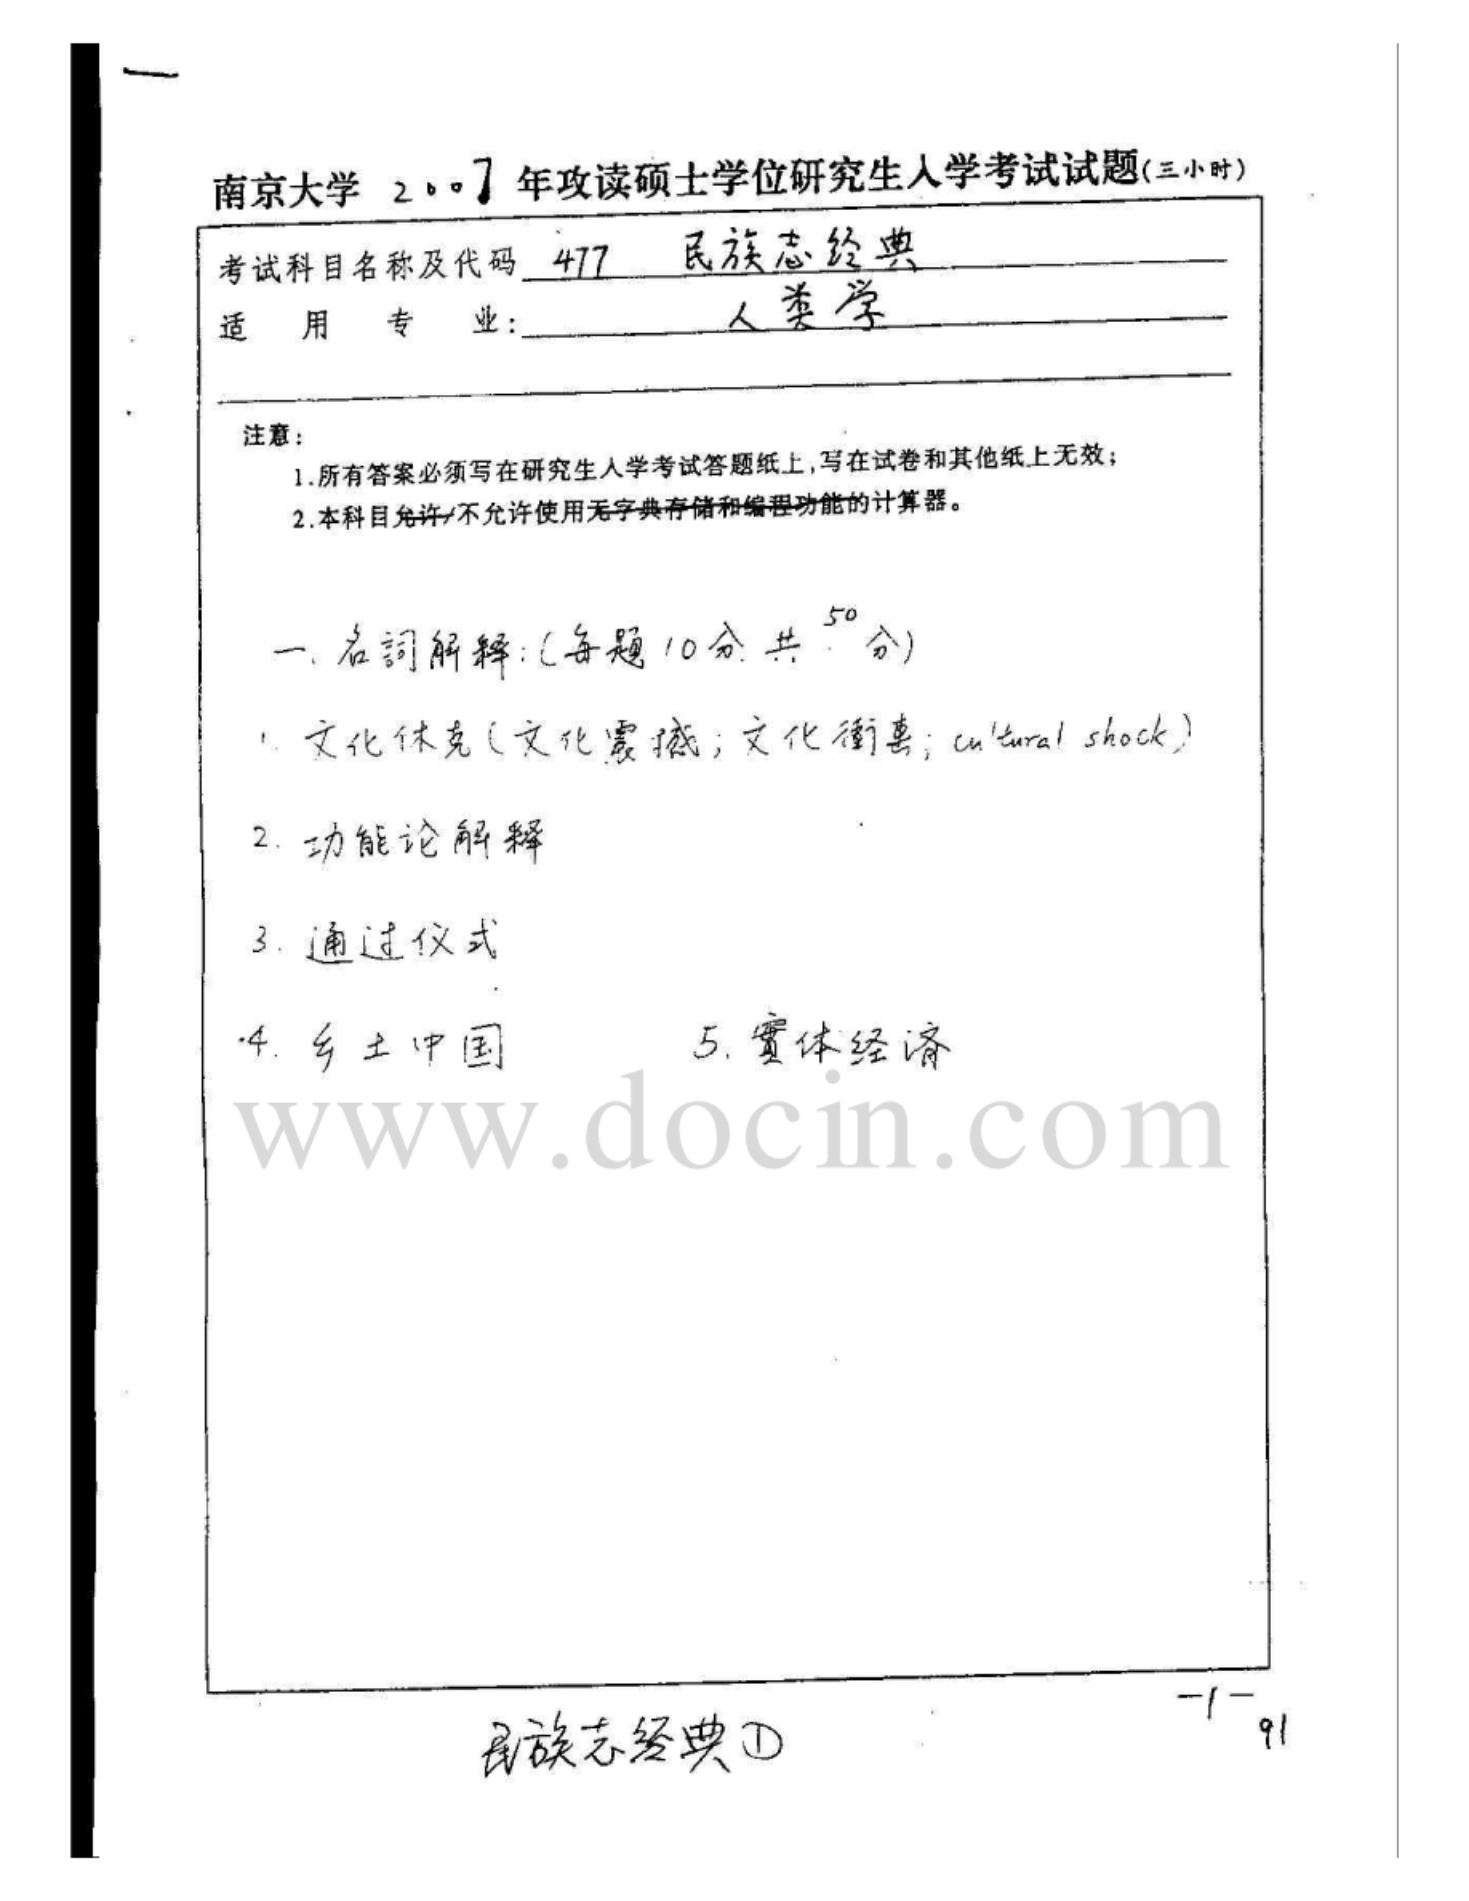 南京大学 2007 年攻读硕士学位研究生入学考试试题(三小时)
考试科目名称及代码 477 民族志经典
适用专业: 人类学
注意:
1.所有答案必须写在研究生入学考试答题纸上,写在试卷和其他纸上无效;
2.本科目允许/不允许使用无字典存储和编程功能的计算器。
一、名詞解释:(每题10分 共50分)
1. 文化休克(文化震撼; 文化衝击; cultural shock)
2. 功能论解释
3. 通过仪式
4. 乡土中国 5. 實体经济
www.docin.com
-1-
民族志经典①
91